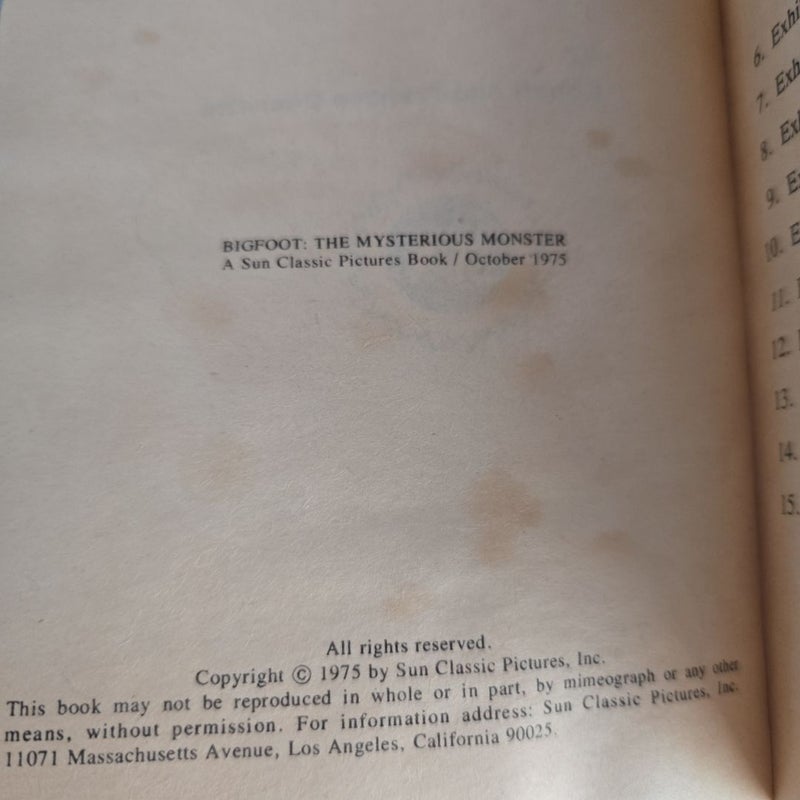 BIGFOOT: THE MYSTERIOUS MONSTER
A Sun Classic Pictures Book / October 1975
All rights reserved.
Copyright © 1975 by Sun Classic Pictures, Inc.
This book may not be reproduced in whole or in part, by mimeograph or any other
means, without permission. For information address: Sun Classic Pictures, Inc.
11071 Massachusetts Avenue, Los Angeles, California 90025.
6. Exhi
7. Exh
8. Ex
9. E
10. E
11.
12.
13.
14.
15.